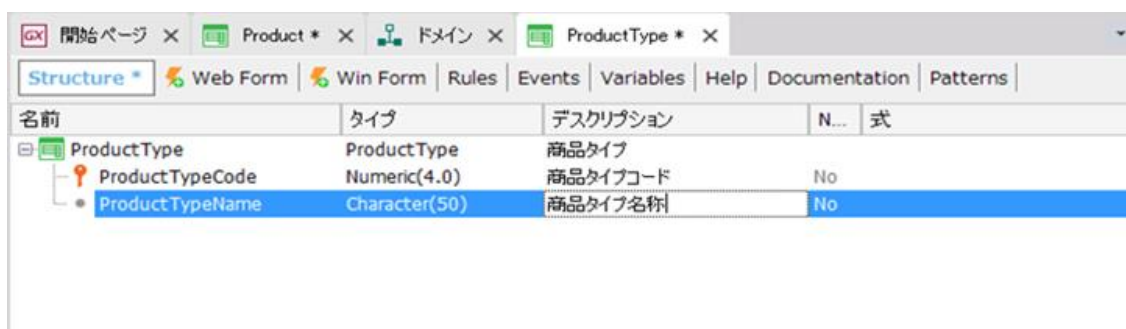 GX 開始ページ × Product * × ドメイン × ProductType * ×
Structure * Web Form Win Form Rules Events Variables Help Documentation Patterns
名前 タイプ デスクリプション N... 式
ProductType ProductType 商品タイプ
ProductTypeCode Numeric(4.0) 商品タイプコード No
ProductTypeName Character(50) 商品タイプ名称 No